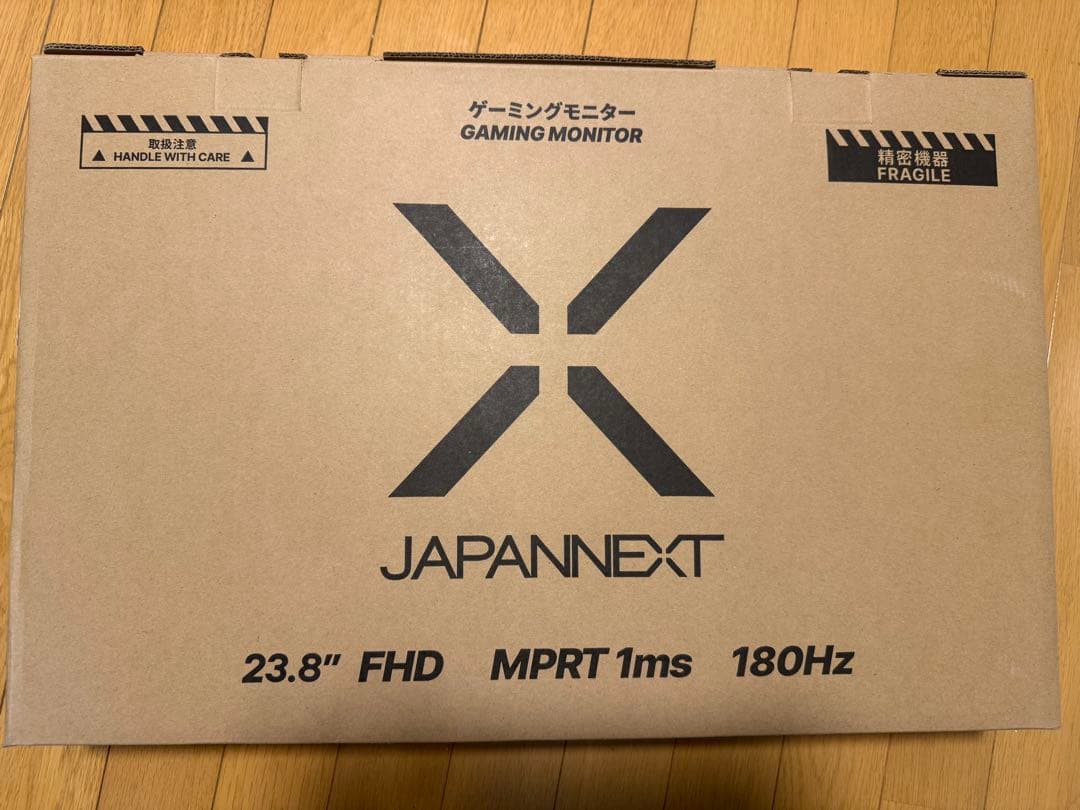 ゲーミングモニター
GAMING MONITOR
取扱注意
HANDLE WITH CARE
精密機器
FRAGILE
JAPANNEXT
23.8" FHD MPRT 1ms 180Hz